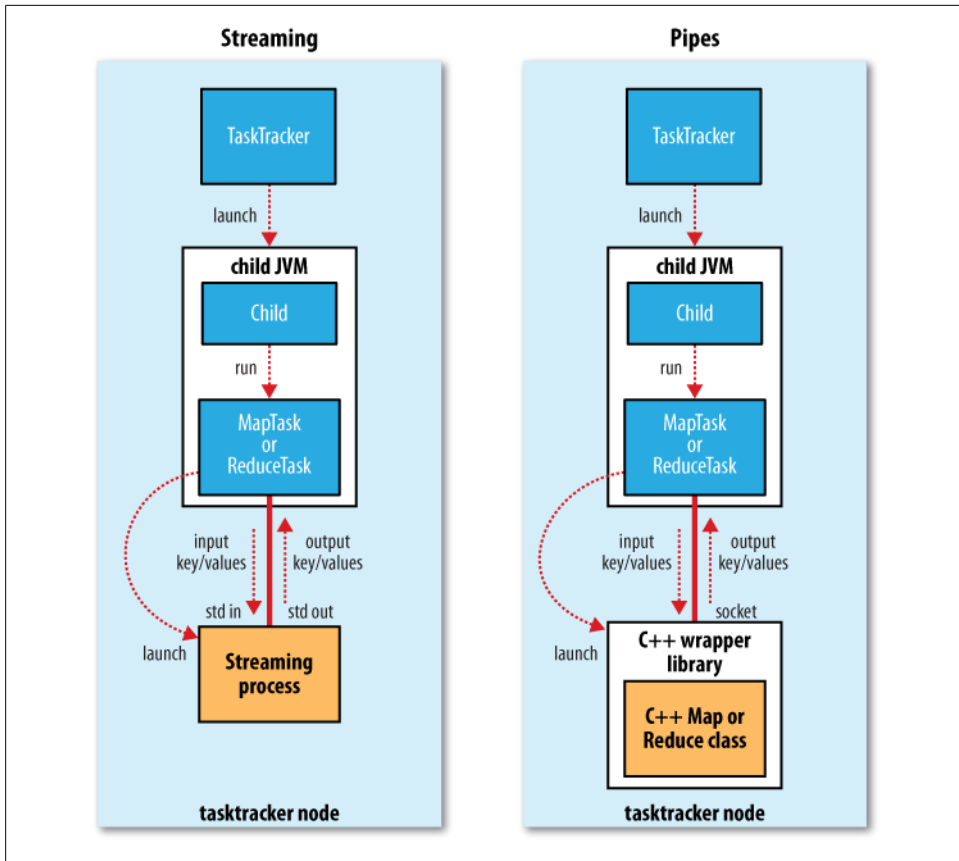 Streaming
TaskTracker
launch
child JVM
Child
run
MapTask
or
ReduceTask
input
key/values
output
key/values
std in
std out
launch
Streaming
process
tasktracker node
Pipes
TaskTracker
launch
child JVM
Child
run
MapTask
or
ReduceTask
input
key/values
output
key/values
socket
launch
C++ wrapper
library
C++ Map or
Reduce class
tasktracker node